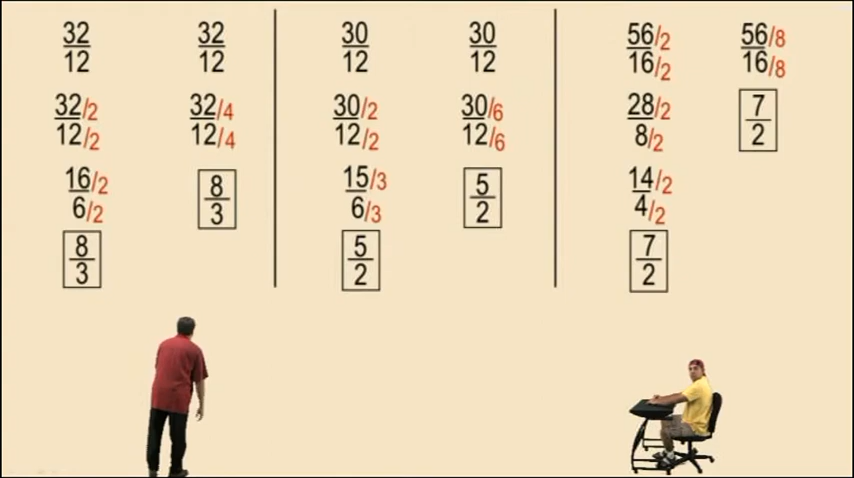 32/12
32/2 / 12/2
16/2 / 6/2
8/3
32/12
32/4 / 12/4
8/3
30/12
30/2 / 12/2
15/3 / 6/3
5/2
30/12
30/6 / 12/6
5/2
56/2 / 16/2
28/2 / 8/2
14/2 / 4/2
7/2
56/8 / 16/8
7/2